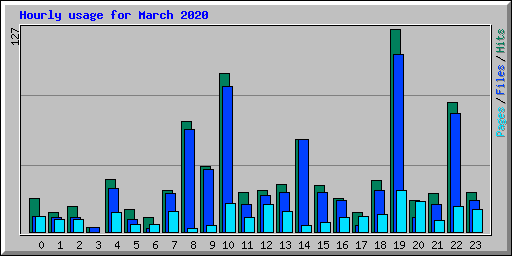 Hourly usage for March 2020
127
Pages/Files/Hits
0 1 2 3 4 5 6 7 8 9 10 11 12 13 14 15 16 17 18 19 20 21 22 23